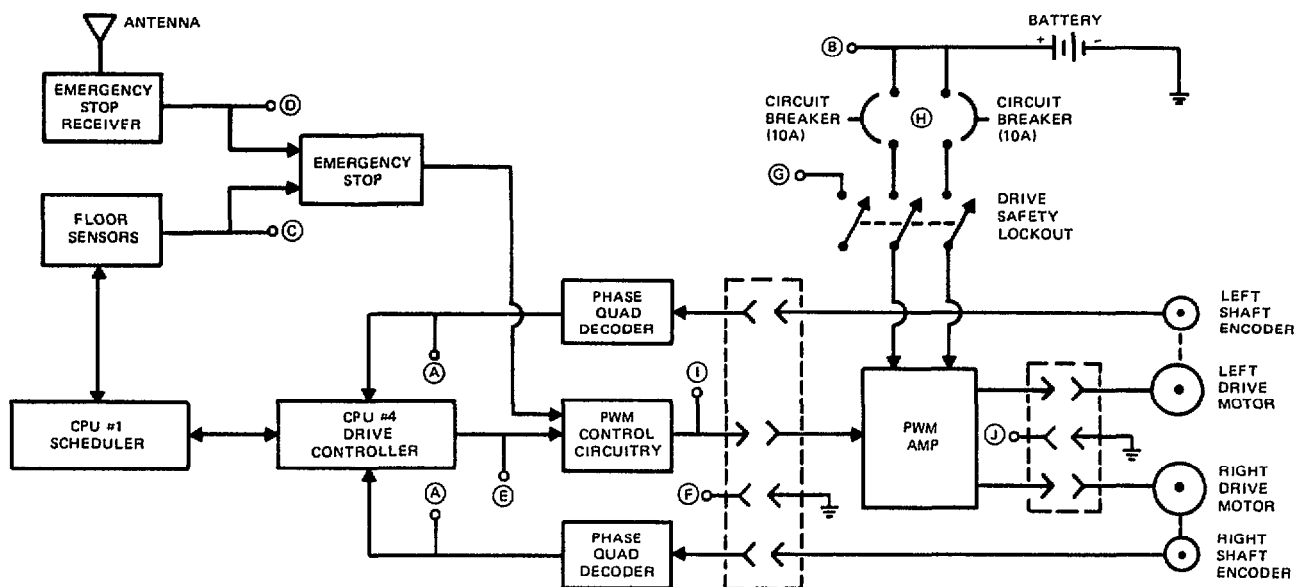 ANTENNA
BATTERY
+
-
B
EMERGENCY
STOP
RECEIVER
D
CIRCUIT
BREAKER
(10A)
H
CIRCUIT
BREAKER
(10A)
EMERGENCY
STOP
G
FLOOR
SENSORS
C
DRIVE
SAFETY
LOCKOUT
PHASE
QUAD
DECODER
LEFT
SHAFT
ENCODER
A
I
LEFT
DRIVE
MOTOR
CPU #1
SCHEDULER
CPU #4
DRIVE
CONTROLLER
PWM
CONTROL
CIRCUITRY
PWM
AMP
J
E
F
A
RIGHT
DRIVE
MOTOR
PHASE
QUAD
DECODER
RIGHT
SHAFT
ENCODER